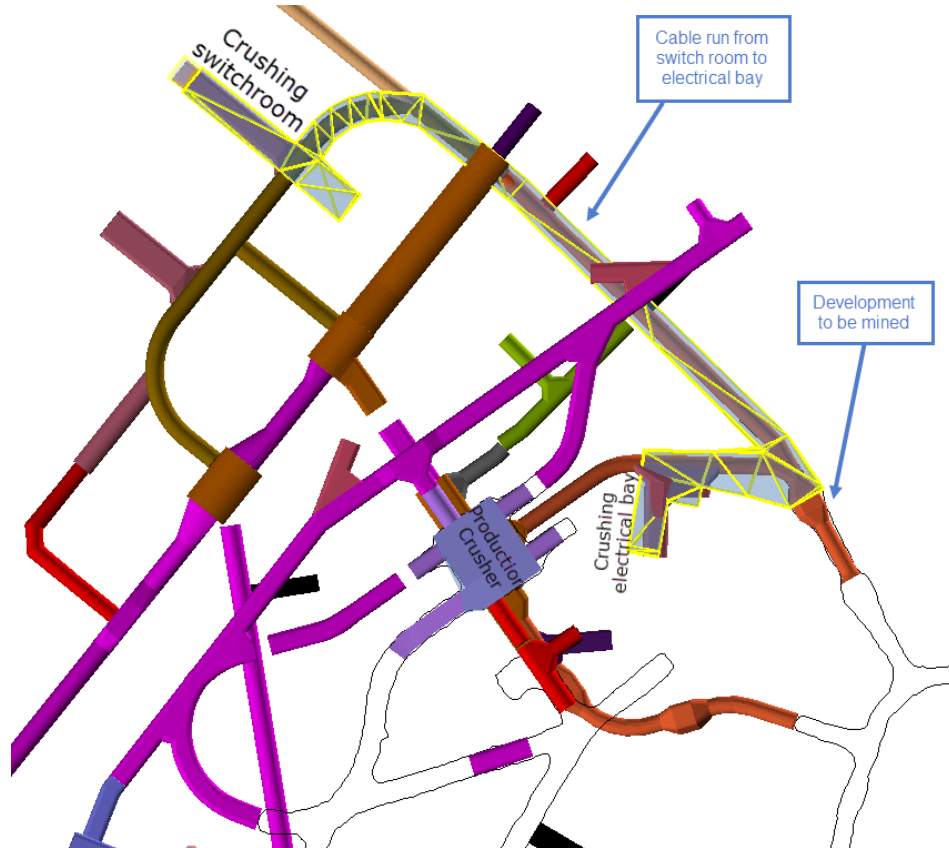 Crushing
switchroom
Cable run from
switch room to
electrical bay
Development
to be mined
Production
Crusher
Crushing
electrical bay